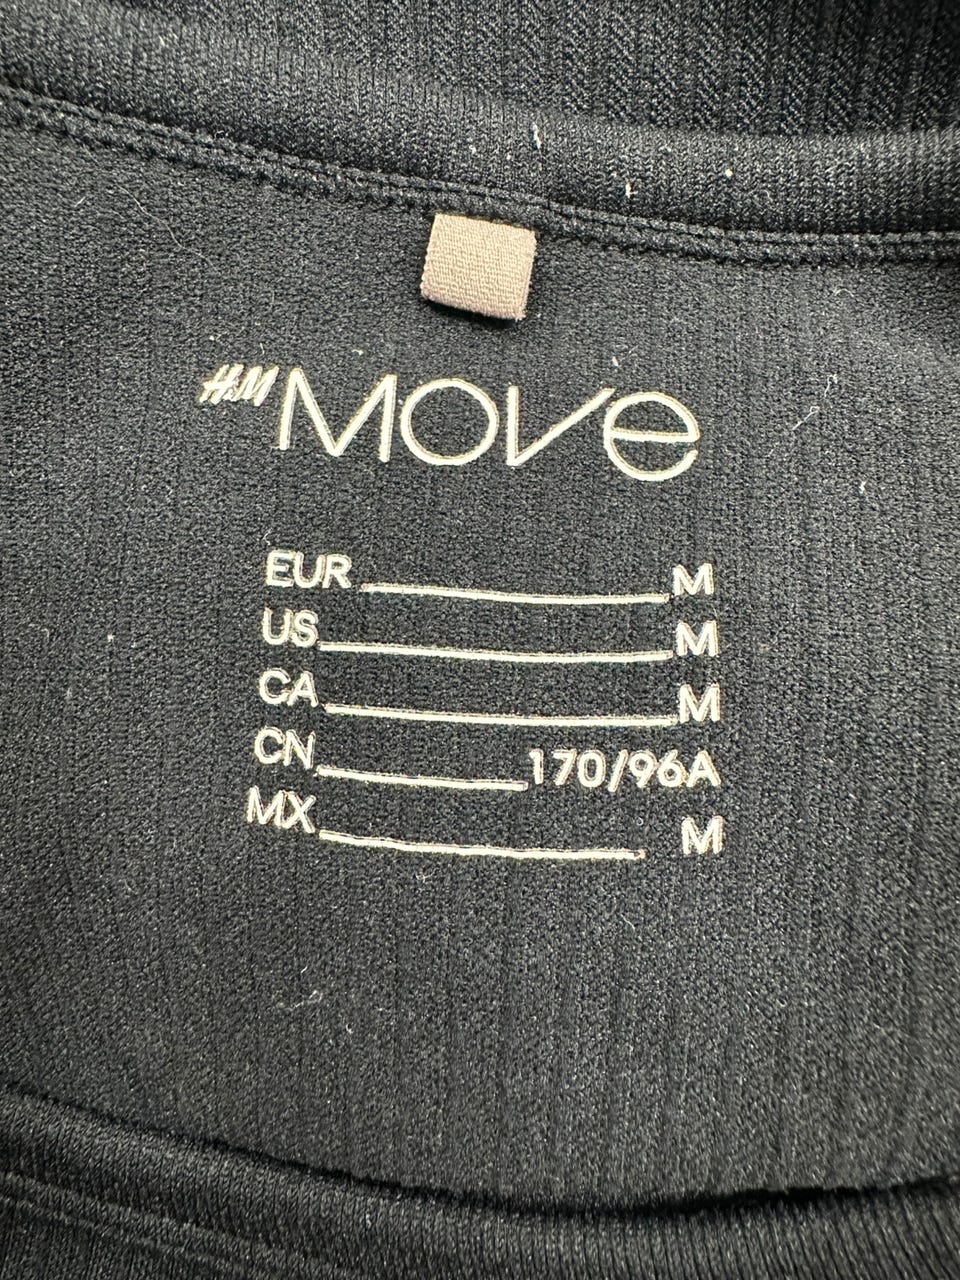 H&M MOVE
EUR M
US M
CA M
CN 170/96A
MX M